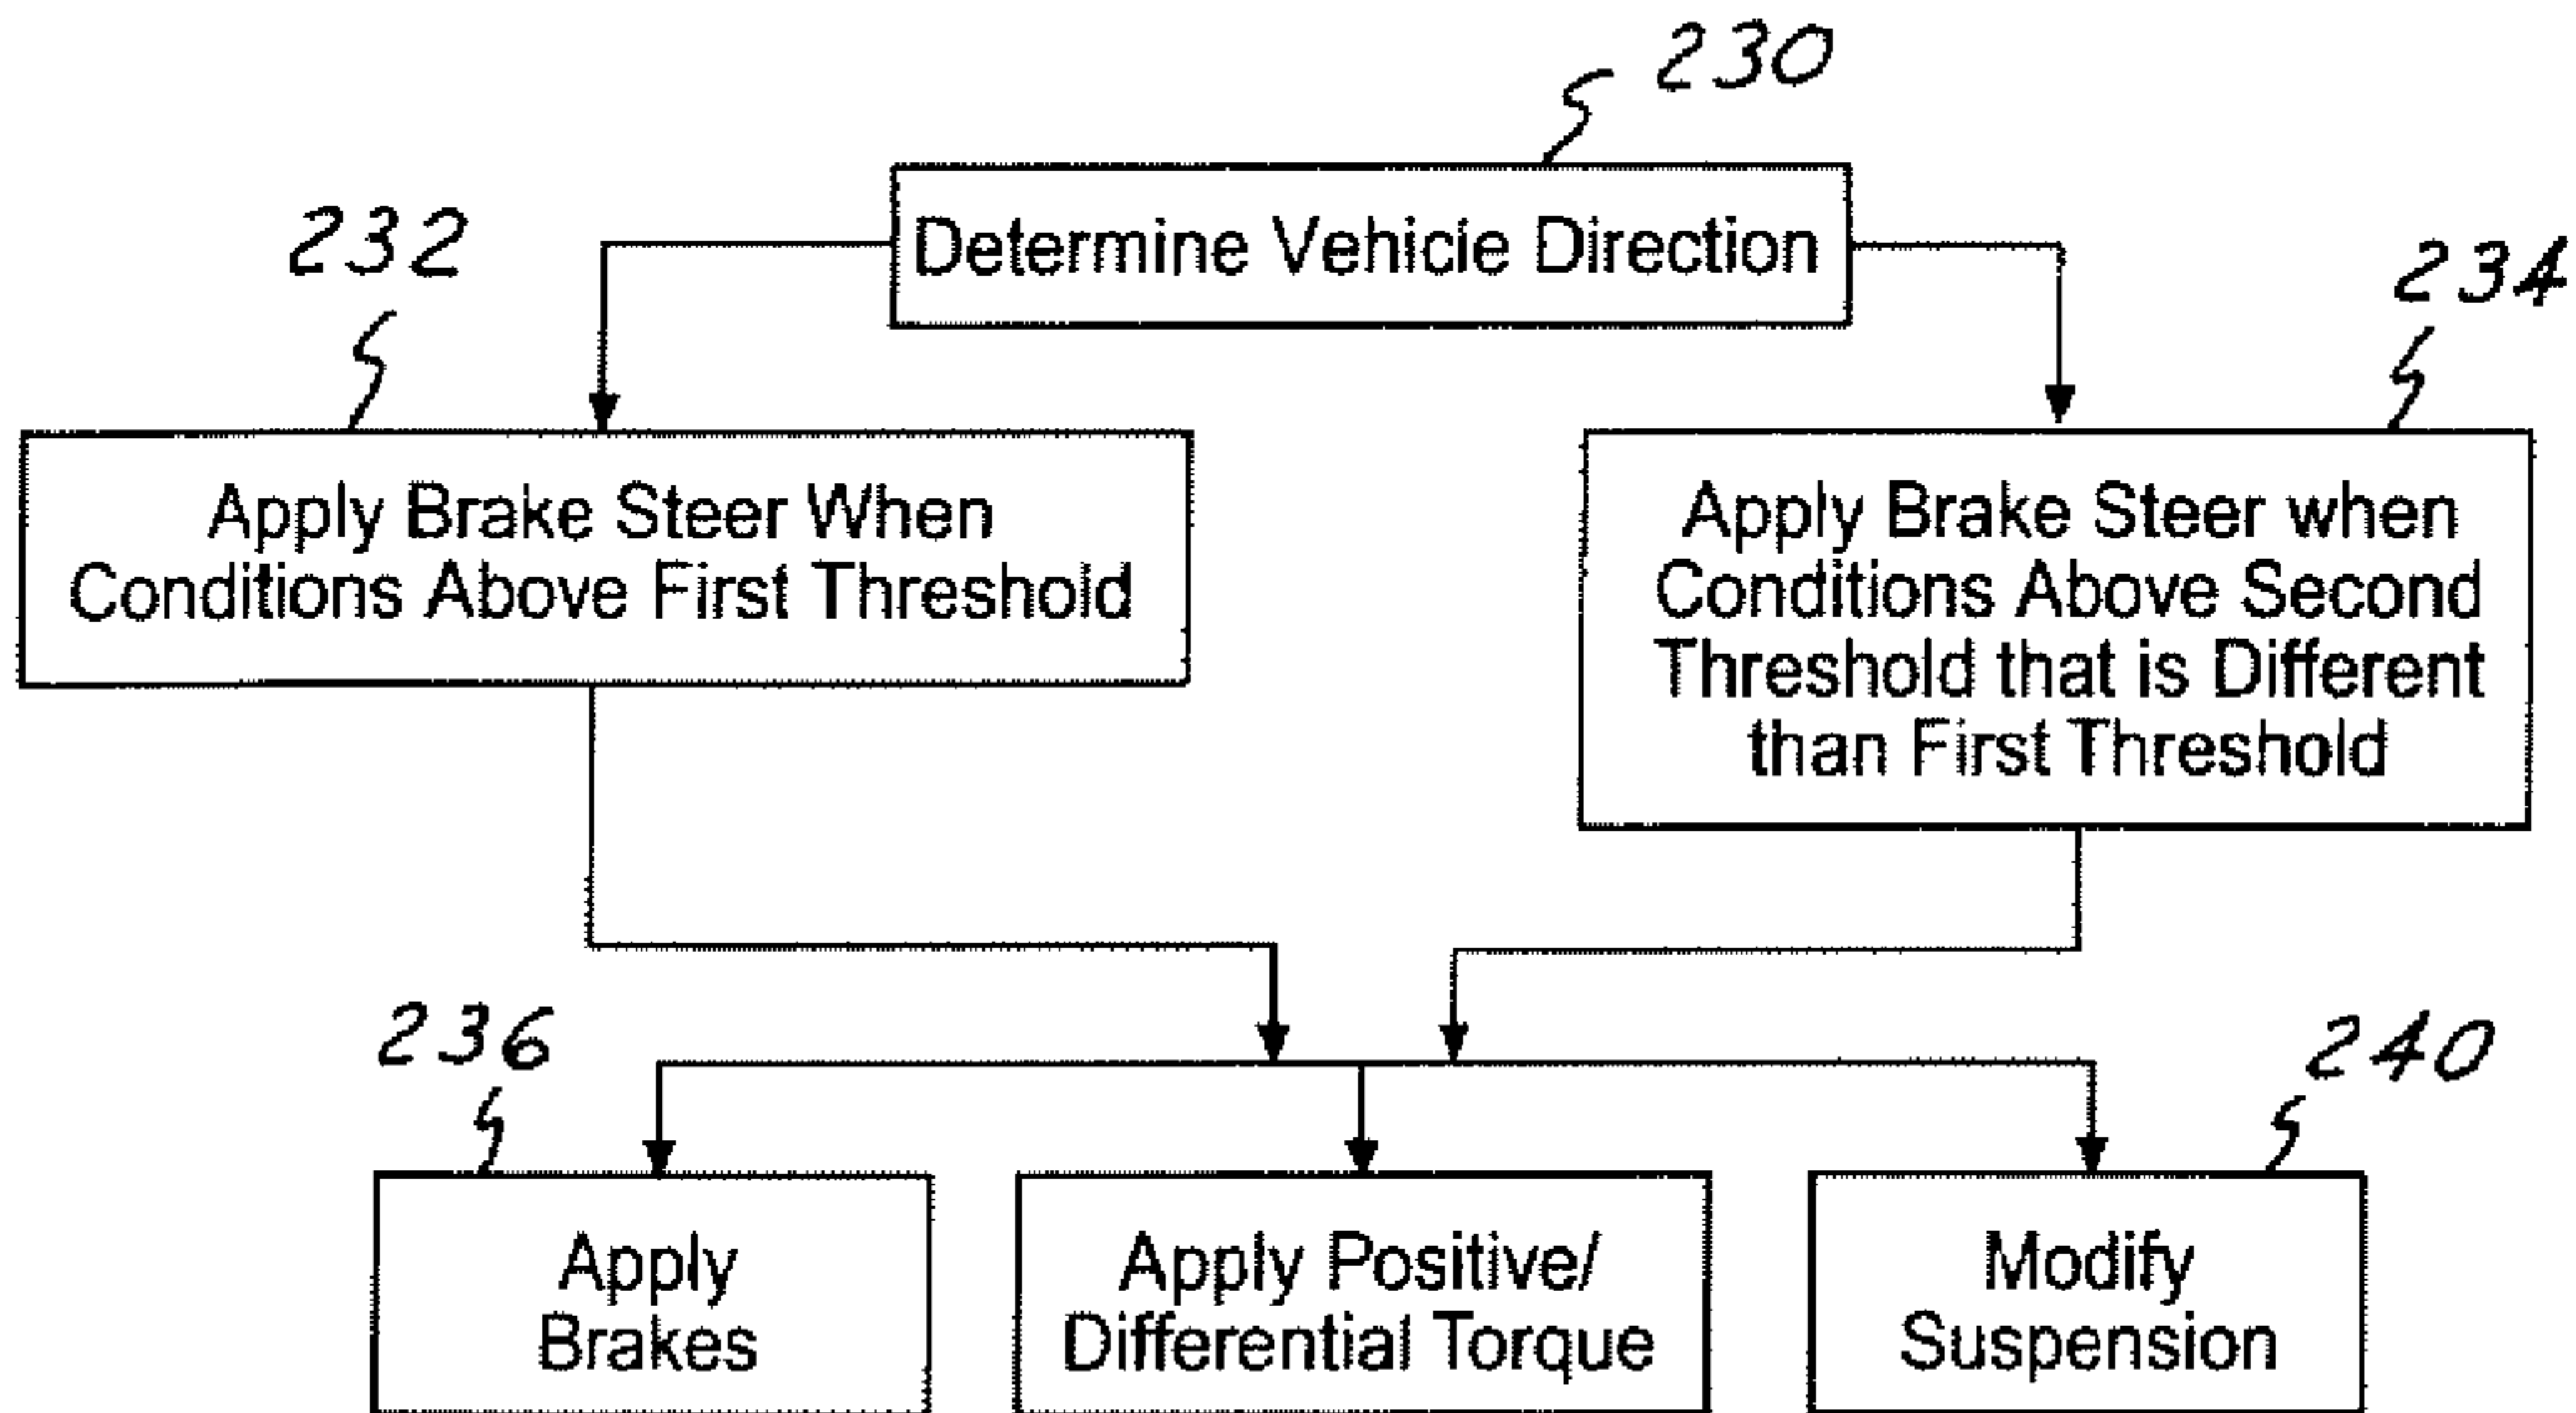 230
Determine Vehicle Direction
232
234
Apply Brake Steer When
Conditions Above First Threshold
Apply Brake Steer when
Conditions Above Second
Threshold that is Different
than First Threshold
236
240
Apply
Brakes
Apply Positive/
Differential Torque
Modify
Suspension